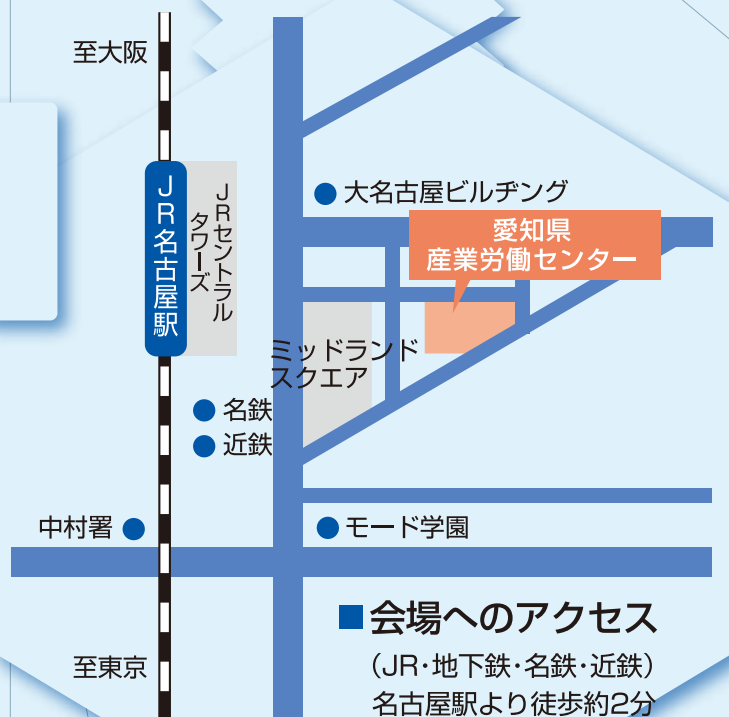 至大阪
JR名古屋駅
JRセントラル
タワーズ
大名古屋ビルヂング
愛知県
産業労働センター
ミッドランド
スクエア
名鉄
近鉄
中村署
モード学園
至東京
■会場へのアクセス
（JR・地下鉄・名鉄・近鉄）
名古屋駅より徒歩約2分